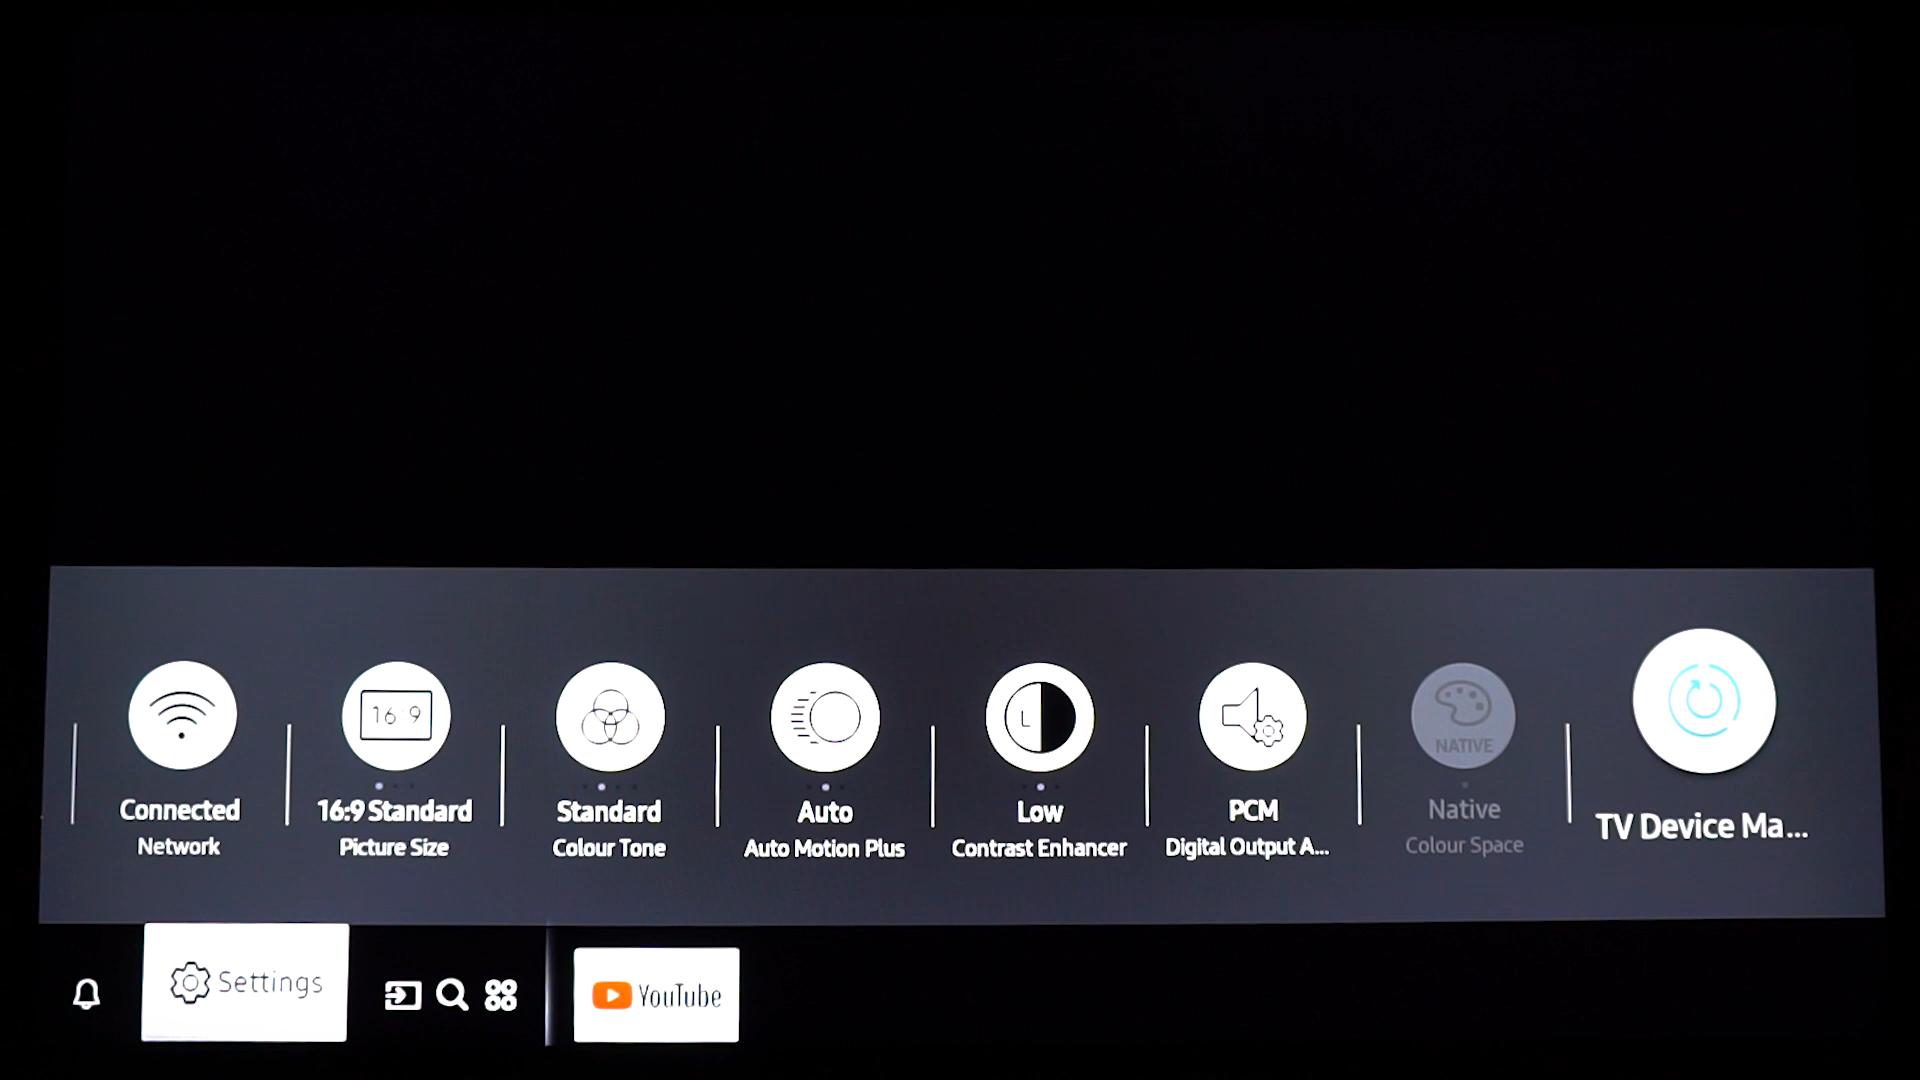 16:9
L
NATIVE
Connected
Network
16:9 Standard
Picture Size
Standard
Colour Tone
Auto
Auto Motion Plus
Low
Contrast Enhancer
PCM
Digital Output A...
Native
Colour Space
TV Device Ma...
Settings
YouTube